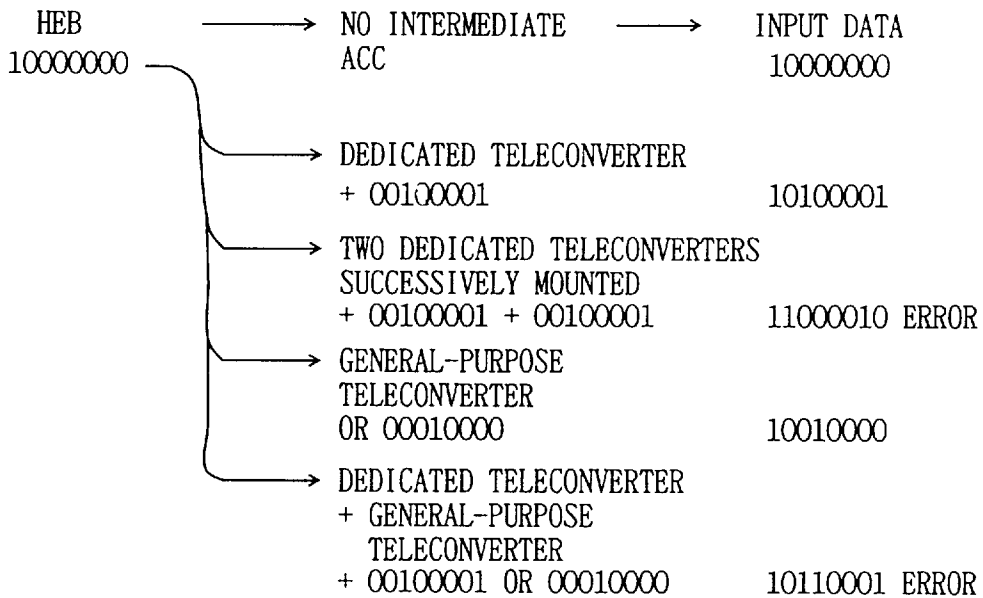 HEB NO INTERMEDIATE INPUT DATA
10000000 ACC 10000000
DEDICATED TELECONVERTER
+ 00100001 10100001
TWO DEDICATED TELECONVERTERS
SUCCESSIVELY MOUNTED
+ 00100001 + 00100001 11000010 ERROR
GENERAL-PURPOSE
TELECONVERTER
OR 00010000 10010000
DEDICATED TELECONVERTER
+ GENERAL-PURPOSE
TELECONVERTER
+ 00100001 OR 00010000 10110001 ERROR